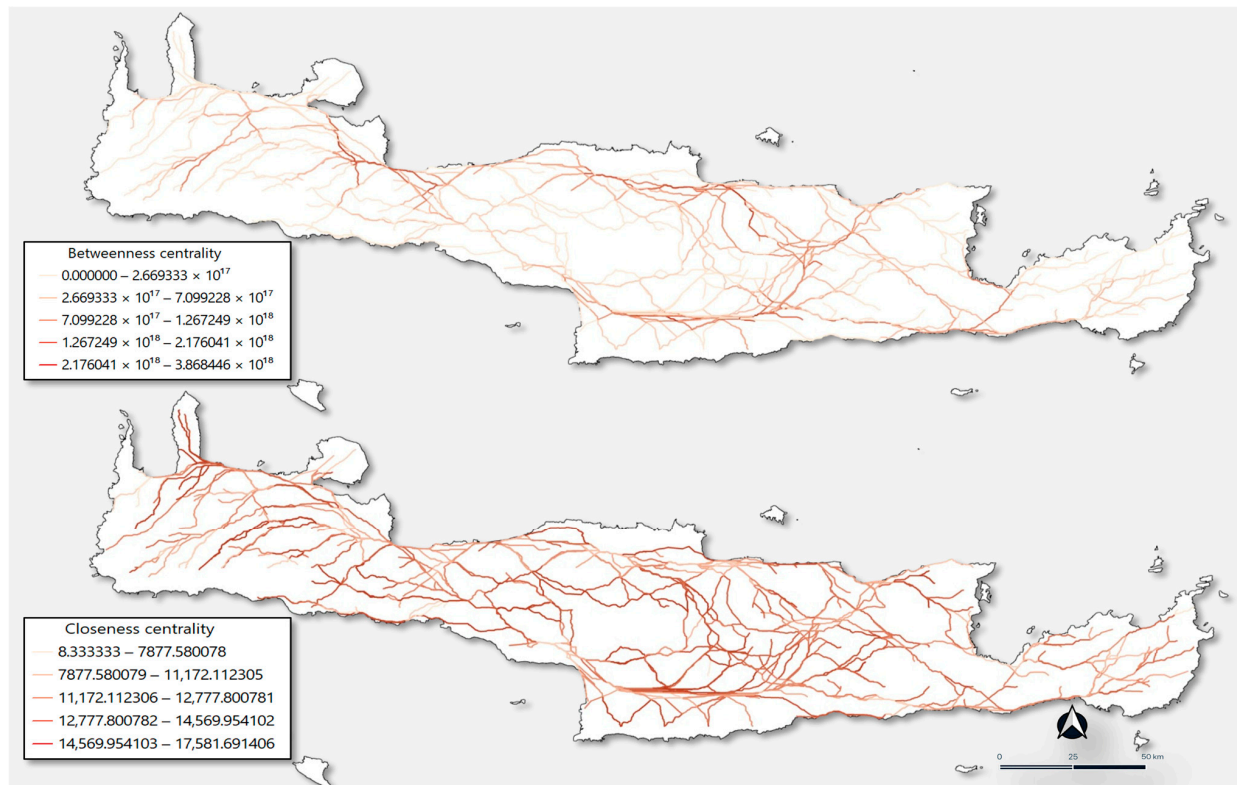 Betweenness centrality
0.000000 – 2.669333 × 10¹⁷
2.669333 × 10¹⁷ – 7.099228 × 10¹⁷
7.099228 × 10¹⁷ – 1.267249 × 10¹⁸
1.267249 × 10¹⁸ – 2.176041 × 10¹⁸
2.176041 × 10¹⁸ – 3.868446 × 10¹⁸
Closeness centrality
8.333333 – 7877.580078
7877.580079 – 11,172.112305
11,172.112306 – 12,777.800781
12,777.800782 – 14,569.954102
14,569.954103 – 17,581.691406
0 25 50 km